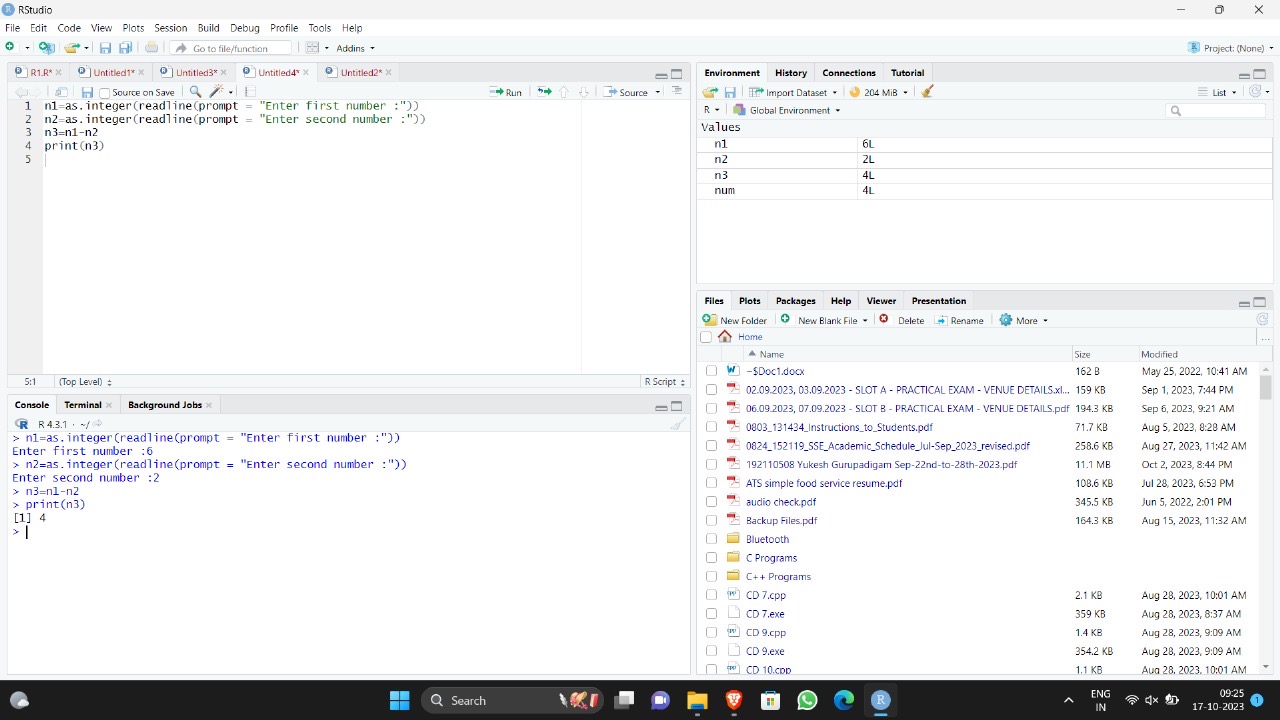 RStudio
File Edit Code View Plots Session Build Debug Profile Tools Help
Go to file/function Addins Project: (None)
R1.R* Untitled1* Untitled3* Untitled4* Untitled2*
Source on Save Run Source
1 n1=as.integer(readline(prompt = "Enter first number :"))
2 n2=as.integer(readline(prompt = "Enter second number :"))
3 n3=n1-n2
4 print(n3)
5
5:1 (Top Level) R Script
Console Terminal Background Jobs
R 4.3.1 · ~/
> n1=as.integer(readline(prompt = "Enter first number :"))
Enter first number :6
> n2=as.integer(readline(prompt = "Enter second number :"))
Enter second number :2
> n3=n1-n2
> print(n3)
[1] 4
>
Environment History Connections Tutorial
Import Dataset 204 MiB List
R Global Environment
Values
n1 6L
n2 2L
n3 4L
num 4L
Files Plots Packages Help Viewer Presentation
New Folder New Blank File Delete Rename More
Home ...
Name Size Modified
~$Doc1.docx 162 B May 25, 2022, 10:41 AM
02.09.2023, 03.09.2023 - SLOT A - PRACTICAL EXAM - VENUE DETAILS.xl... 159 KB Sep 1, 2023, 7:44 PM
06.09.2023, 07.09.2023 - SLOT B - PRACTICAL EXAM - VENUE DETAILS.pdf 194.3 KB Sep 6, 2023, 9:21 AM
0803_131434_Instructions_to_Students.pdf 71.7 KB Aug 5, 2023, 8:28 AM
0824_152119_SSE_Academic_Schedule_Jul-Sep_2023_revised.pdf 258.6 KB Aug 27, 2023, 11:42 AM
192110508 Yukesh Gurupadigam Sep-22nd-to-28th-2023.pdf 11.1 MB Oct 2, 2023, 8:44 PM
ATS simple food service resume.pdf 108.6 KB Jul 28, 2023, 6:53 PM
audio check.pdf 345.5 KB Jun 5, 2022, 2:01 PM
Backup Files.pdf 164.3 KB Aug 15, 2023, 11:32 AM
Bluetooth
C Programs
C++ Programs
CD 7.cpp 2.1 KB Aug 28, 2023, 10:01 AM
CD 7.exe 359 KB Aug 28, 2023, 8:37 AM
CD 9.cpp 1.4 KB Aug 28, 2023, 9:09 AM
CD 9.exe 354.2 KB Aug 28, 2023, 9:09 AM
CD 10.cpp 1.1 KB Aug 28, 2023, 10:01 AM
Search
ENG
IN
09:25
17-10-2023
1